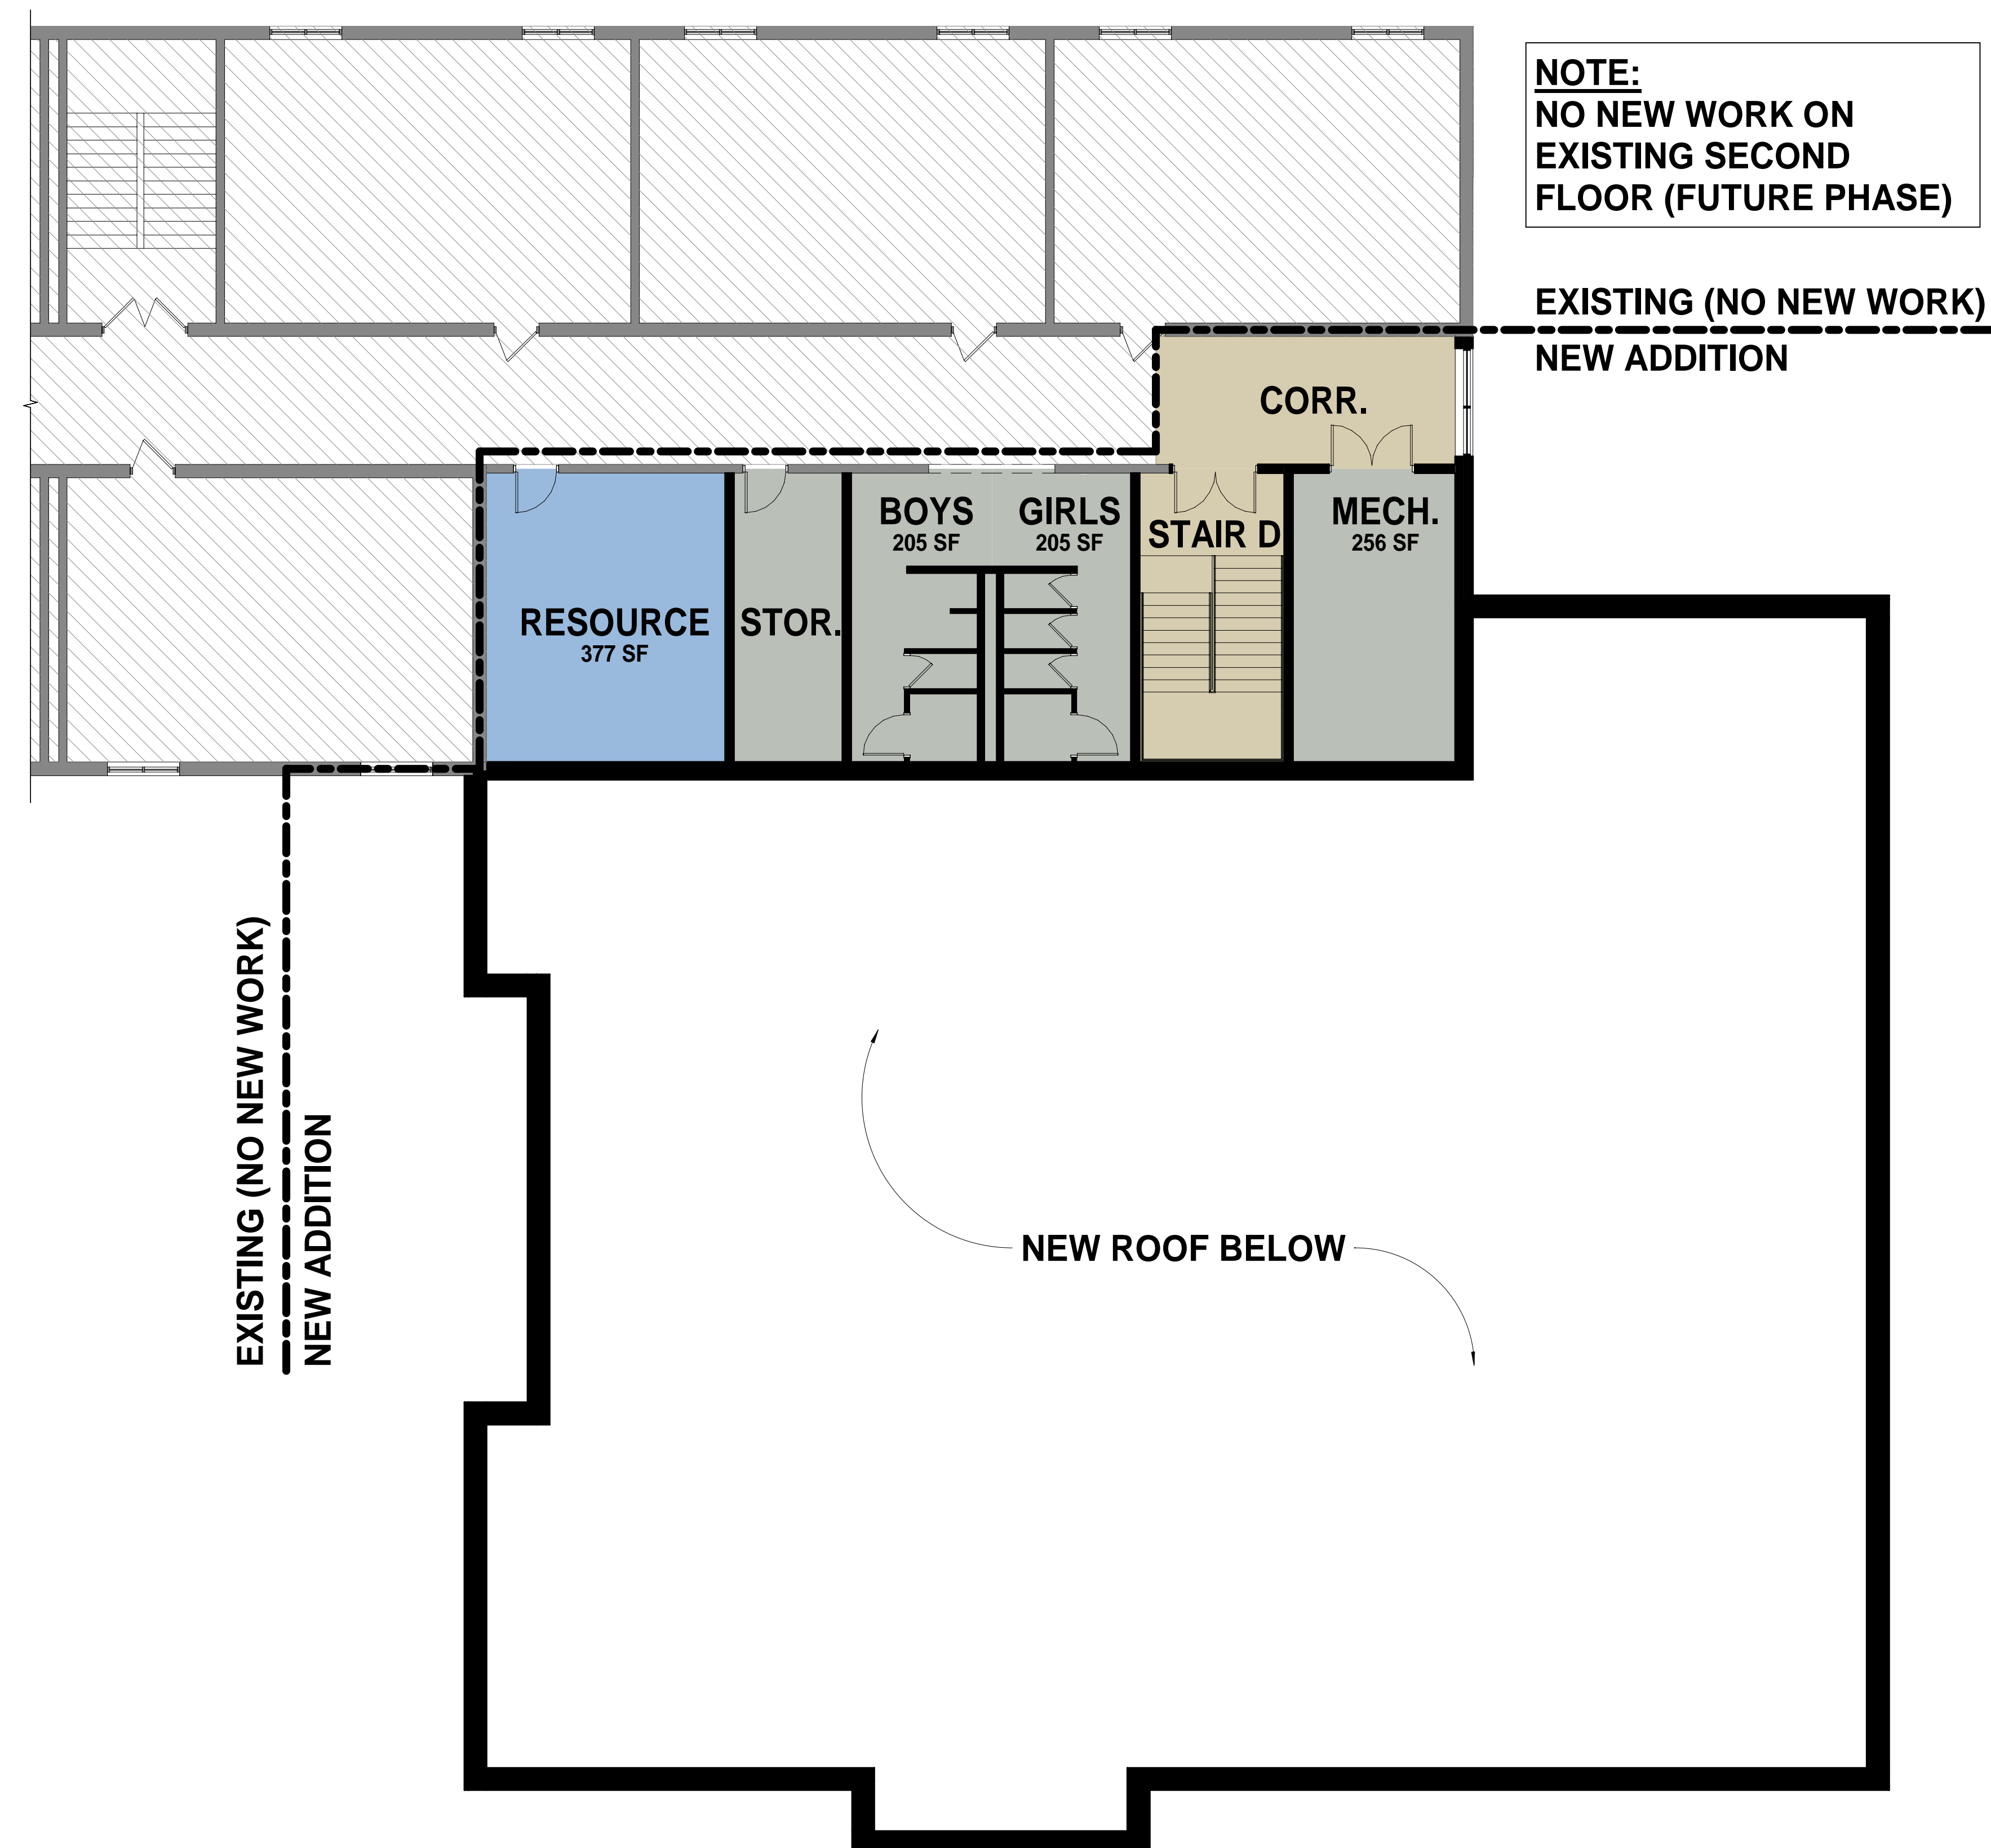 NOTE:
NO NEW WORK ON
EXISTING SECOND
FLOOR (FUTURE PHASE)
EXISTING (NO NEW WORK)
NEW ADDITION
CORR.
BOYS
205 SF
GIRLS
205 SF
STAIR D
MECH.
256 SF
RESOURCE
377 SF
STOR.
EXISTING (NO NEW WORK)
NEW ADDITION
NEW ROOF BELOW